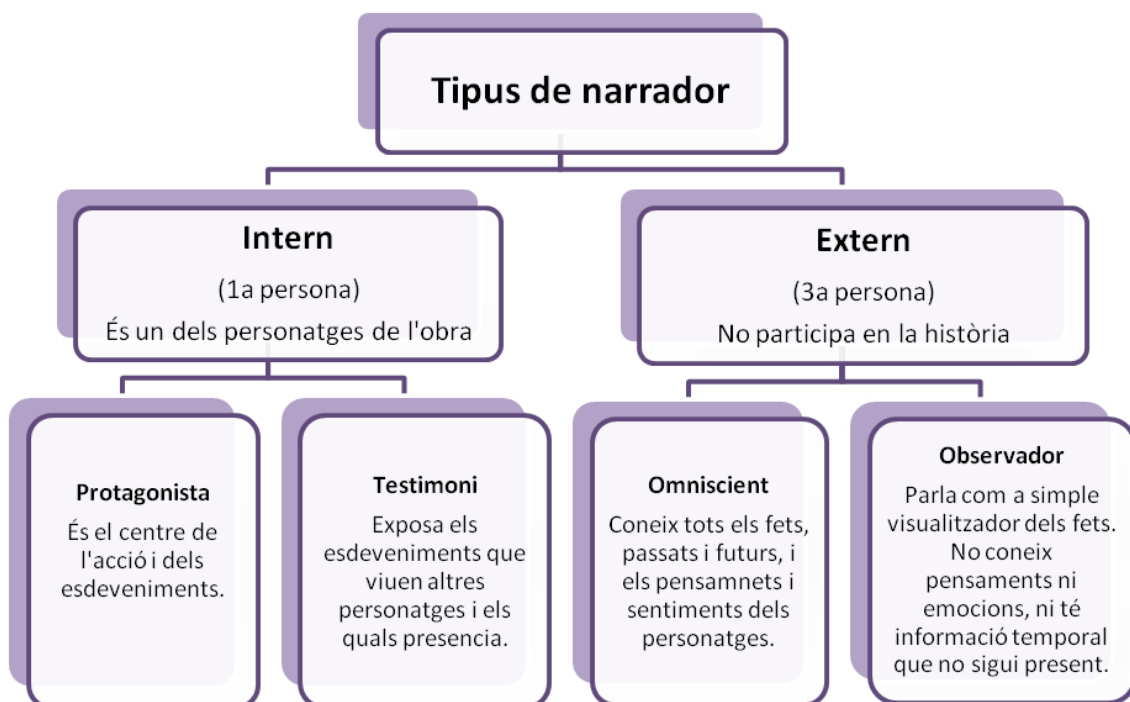 Tipus de narrador
Intern
(1a persona)
És un dels personatges de l'obra
Extern
(3a persona)
No participa en la història
Protagonista
És el centre de
l'acció i dels
esdeveniments.
Testimoni
Exposa els
esdeveniments que
viuen altres
personatges i els
quals presencia.
Omniscient
Coneix tots els fets,
passats i futurs, i
els pensamnets i
sentiments dels
personatges.
Observador
Parla com a simple
visualitzador dels fets.
No coneix
pensaments ni
emocions, ni té
informació temporal
que no sigui present.